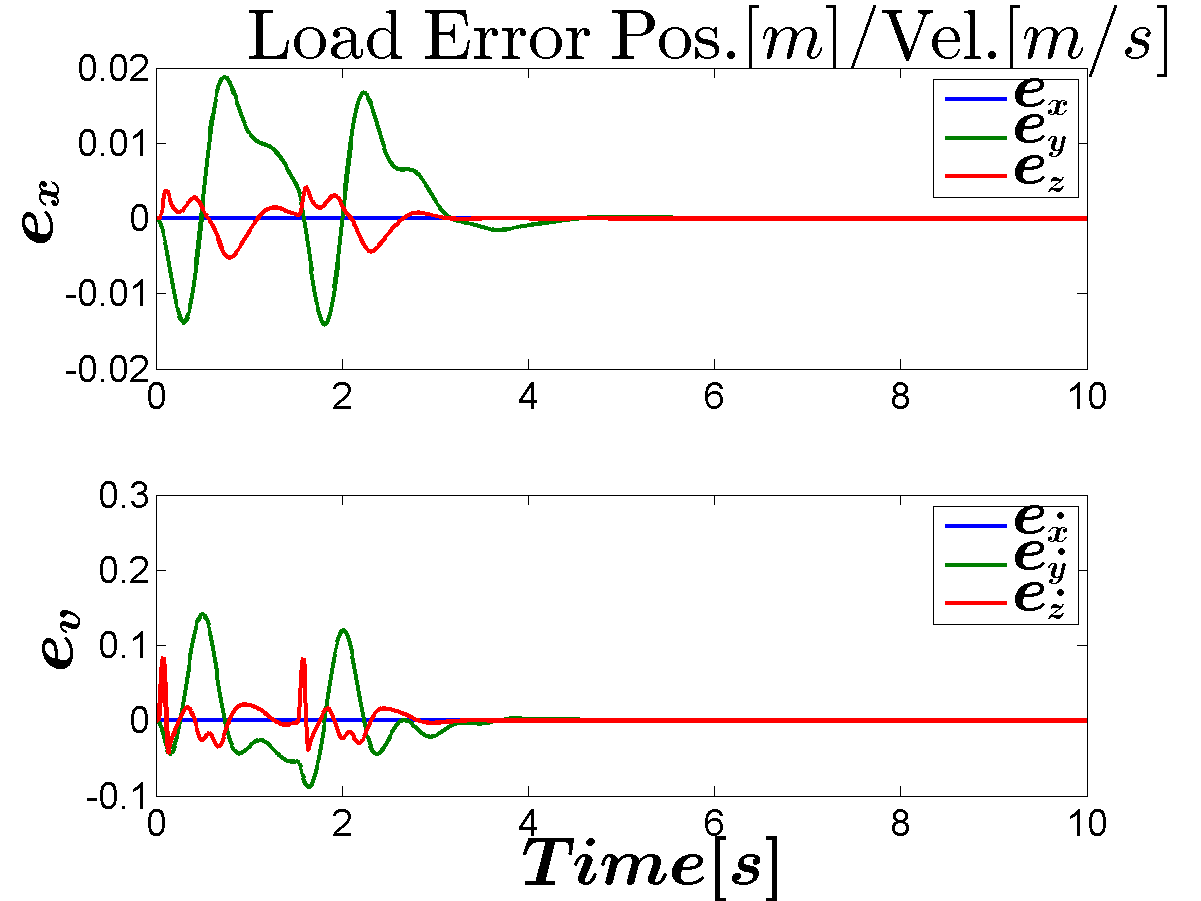 Load Error Pos.[m]/Vel.[m/s]
0.02
0.01
0
-0.01
-0.02
e_x
0 2 4 6 8 10
e_x
e_y
e_z
0.3
0.2
0.1
0
-0.1
e_v
0 2 4 6 8 10
e_ẋ
e_ẏ
e_ż
Time[s]